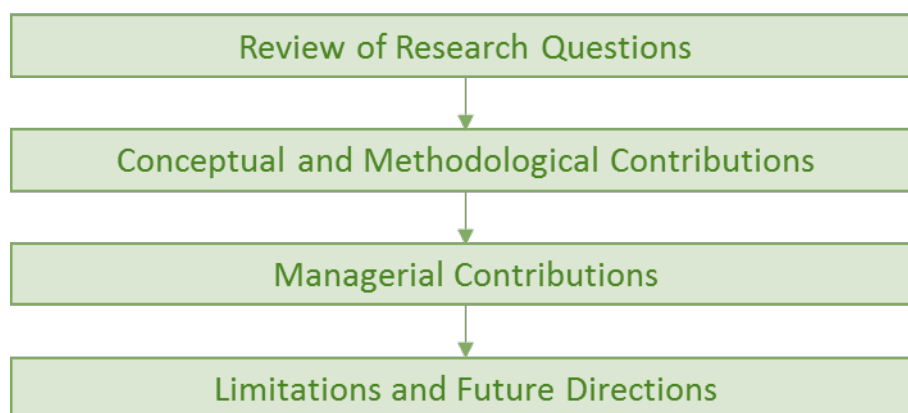 Review of Research Questions
Conceptual and Methodological Contributions
Managerial Contributions
Limitations and Future Directions